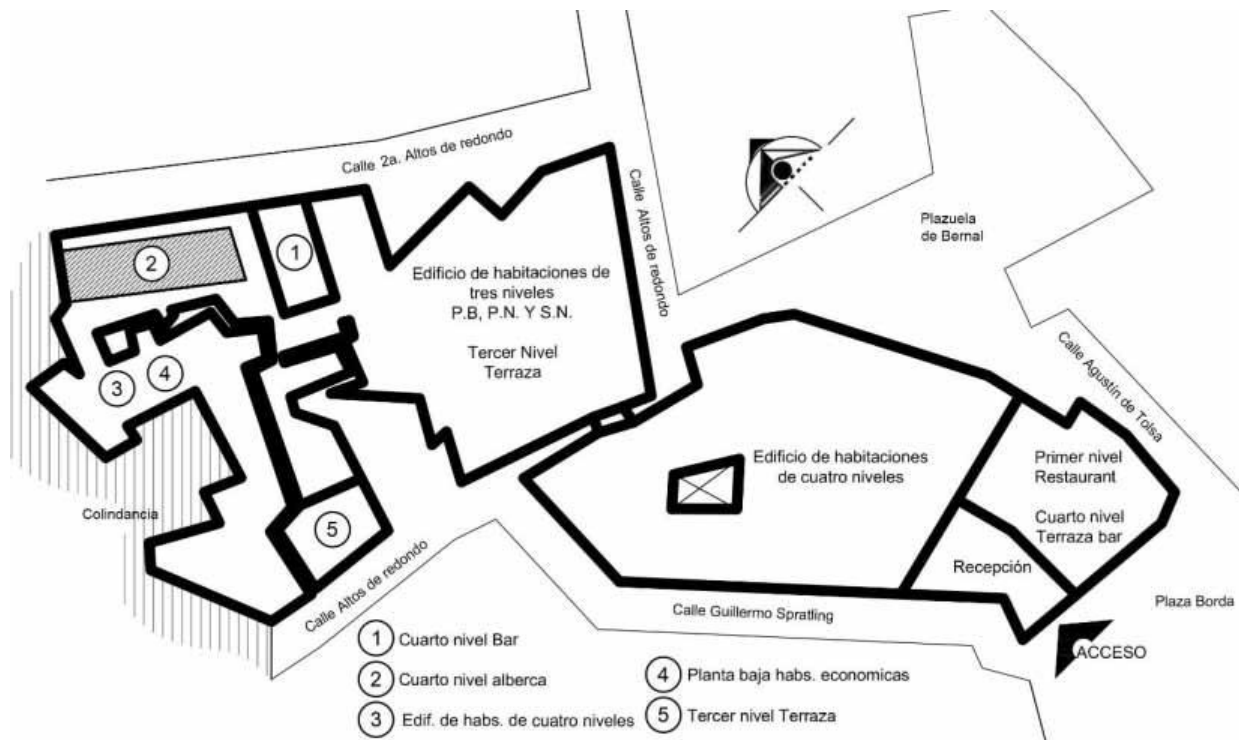 Calle 2a. Altos de redondo
Calle Altos de redondo
Plazuela
de Bernal
1
2
Edificio de habitaciones de
tres niveles
P.B, P.N. Y S.N.
Tercer Nivel
Terraza
3
4
Calle Agustín de Tolsa
Edificio de habitaciones
de cuatro niveles
Primer nivel
Restaurant
Cuarto nivel
Terraza bar
Colindancia
5
Recepción
Calle Altos de redondo
Calle Guillermo Spratling
Plaza Borda
ACCESO
1 Cuarto nivel Bar
2 Cuarto nivel alberca
3 Edif. de habs. de cuatro niveles
4 Planta baja habs. economicas
5 Tercer nivel Terraza